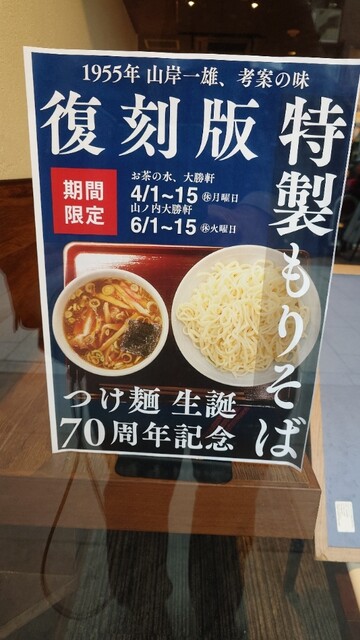 1955年 山岸一雄、考案の味
復刻版
特製もりそば
期間
限定
お茶の水、大勝軒
4/1~15 ㊡月曜日
山ノ内大勝軒
6/1~15 ㊡火曜日
つけ麺 生誕
70周年記念